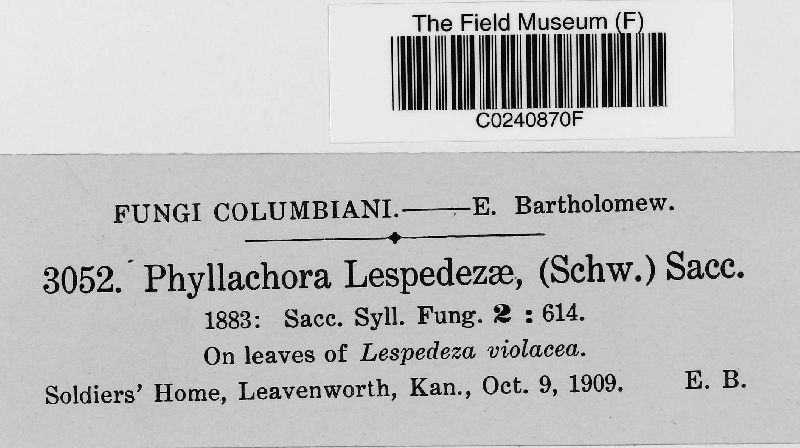 The Field Museum (F)
C0240870F
FUNGI COLUMBIANI.——E. Bartholomew.
3052. Phyllachora Lespedezæ, (Schw.) Sacc.
1883: Sacc. Syll. Fung. 2 : 614.
On leaves of Lespedeza violacea.
Soldiers' Home, Leavenworth, Kan., Oct. 9, 1909. E. B.